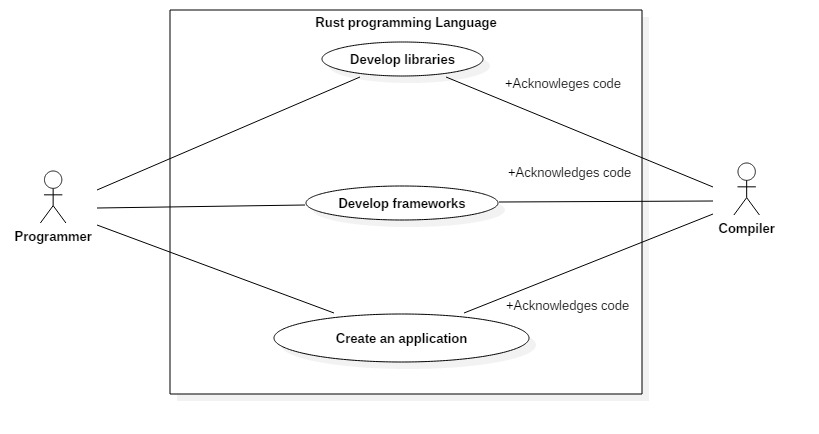 Rust programming Language
Develop libraries
+Acknowleges code
+Acknowledges code
Develop frameworks
Programmer
Compiler
+Acknowledges code
Create an application